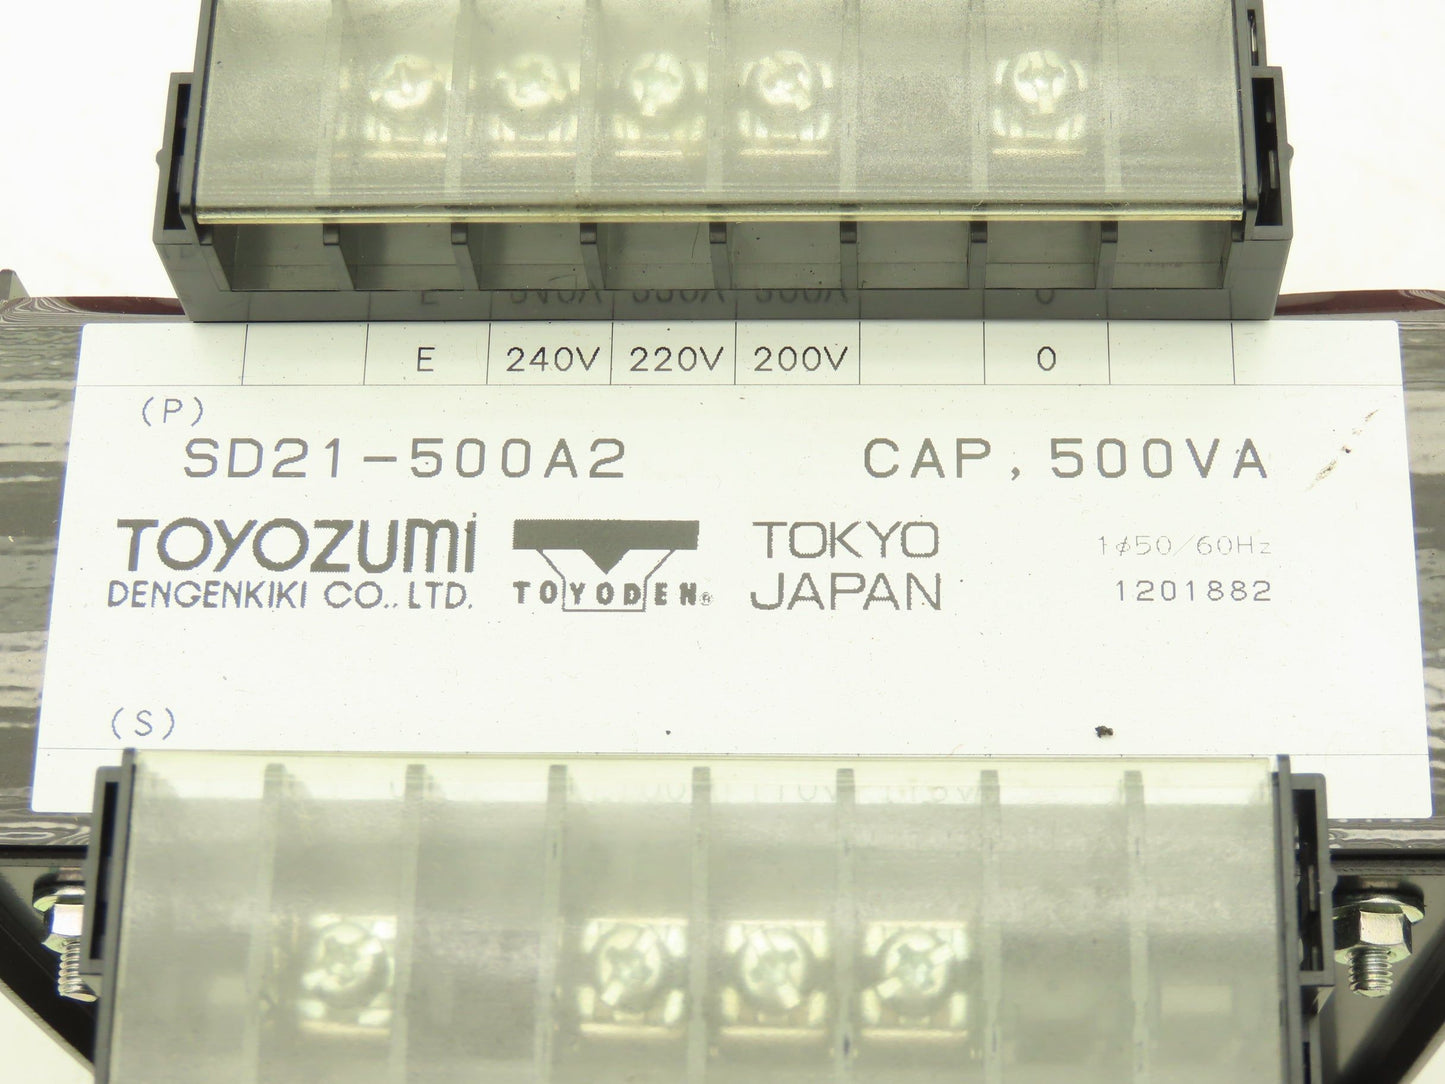 E 240V 220V 200V 0
(P)
SD21-500A2 CAP, 500VA
TOYOZUMi
DENGENKIKI CO., LTD.
TOYODEN®
TOKYO
JAPAN
1φ50/60Hz
1201882
(S)